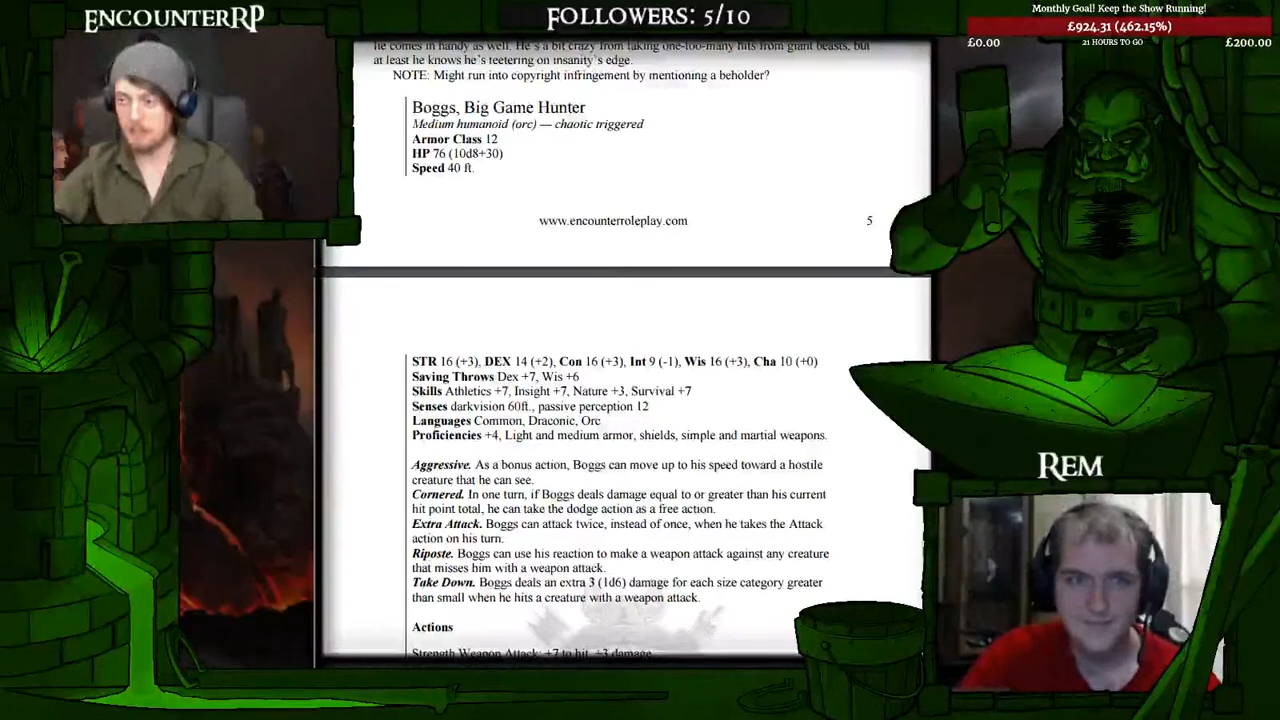 EncounterRP
Followers: 5/10
Monthly Goal! Keep the Show Running!
£924.31 (462.15%)
£0.00
21 HOURS TO GO
£200.00
he comes in handy as well. He's a bit crazy from taking one-too-many hits from giant beasts, but
at least he knows he's teetering on insanity's edge.
NOTE: Might run into copyright infringement by mentioning a beholder?
Boggs, Big Game Hunter
Medium humanoid (orc) — chaotic triggered
Armor Class 12
HP 76 (10d8+30)
Speed 40 ft.
www.encounterroleplay.com
5
STR 16 (+3), DEX 14 (+2), Con 16 (+3), Int 9 (-1), Wis 16 (+3), Cha 10 (+0)
Saving Throws Dex +7, Wis +6
Skills Athletics +7, Insight +7, Nature +3, Survival +7
Senses darkvision 60ft., passive perception 12
Languages Common, Draconic, Orc
Proficiencies +4, Light and medium armor, shields, simple and martial weapons.
Aggressive. As a bonus action, Boggs can move up to his speed toward a hostile
creature that he can see.
Cornered. In one turn, if Boggs deals damage equal to or greater than his current
hit point total, he can take the dodge action as a free action.
Extra Attack. Boggs can attack twice, instead of once, when he takes the Attack
action on his turn.
Riposte. Boggs can use his reaction to make a weapon attack against any creature
that misses him with a weapon attack.
Take Down. Boggs deals an extra 3 (1d6) damage for each size category greater
than small when he hits a creature with a weapon attack.
Actions
Strength Weapon Attack: +7 to hit, +3 damage
Rem